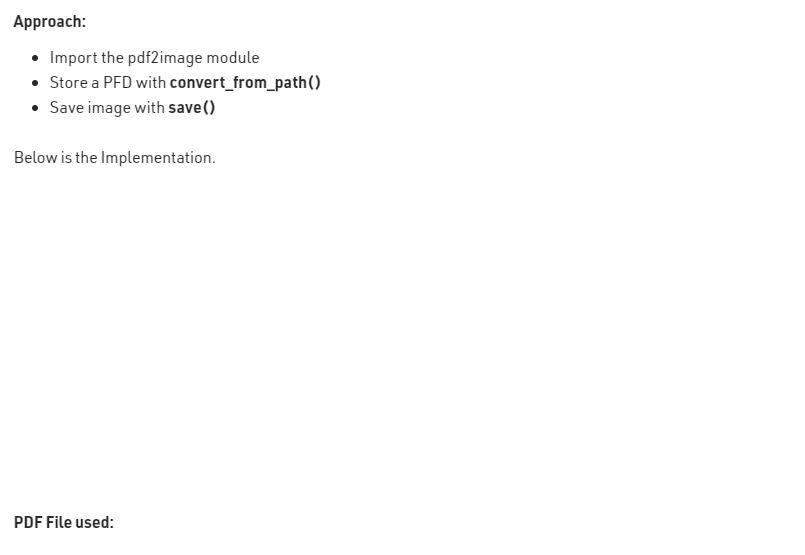 Approach:
Import the pdf2image module
Store a PFD with convert_from_path()
Save image with save()
Below is the Implementation.
PDF File used: